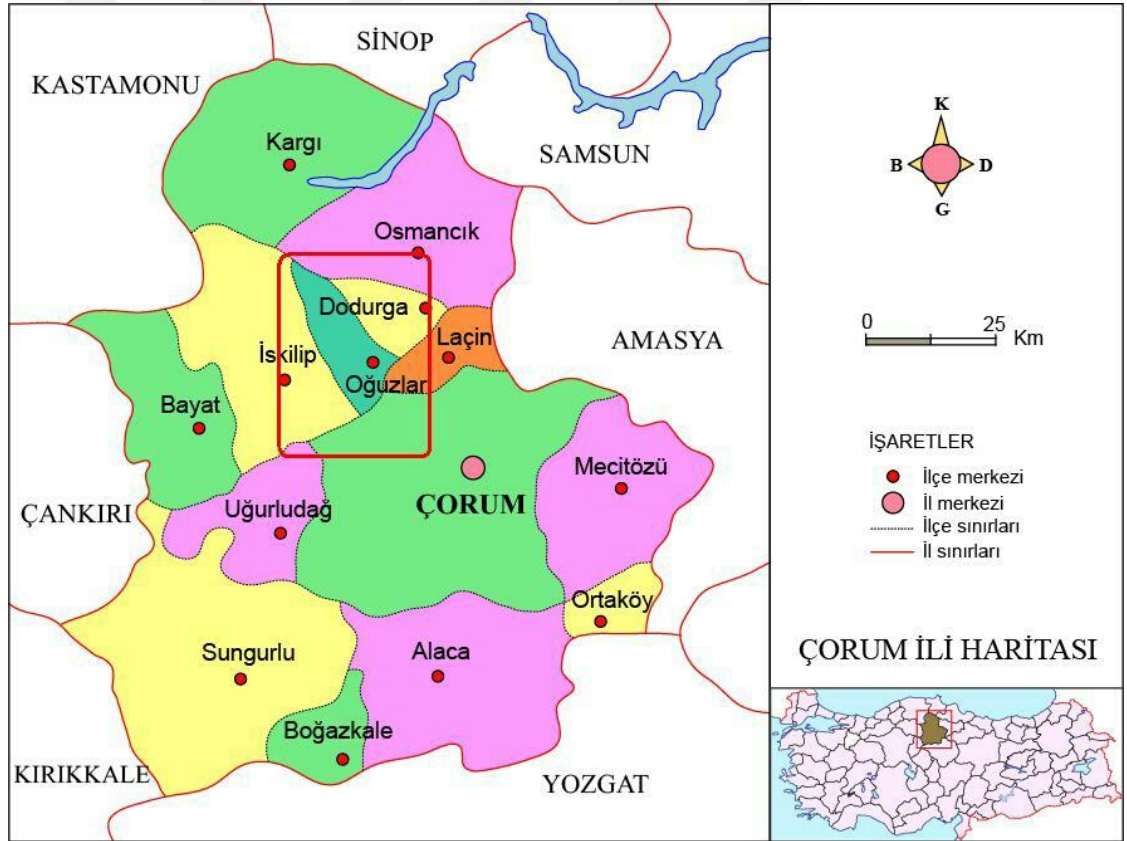 SİNOP
KASTAMONU
Kargı
SAMSUN
Osmancık
Dodurga
Laçin
AMASYA
İskilip
Oğuzlar
Bayat
Mecitözü
ÇANKIRI
Uğurludağ
ÇORUM
Ortaköy
Sungurlu
Alaca
Boğazkale
KIRIKKALE
YOZGAT
K
B D
G
0 25 Km
İŞARETLER
İlçe merkezi
İl merkezi
İlçe sınırları
İl sınırları
ÇORUM İLİ HARİTASI